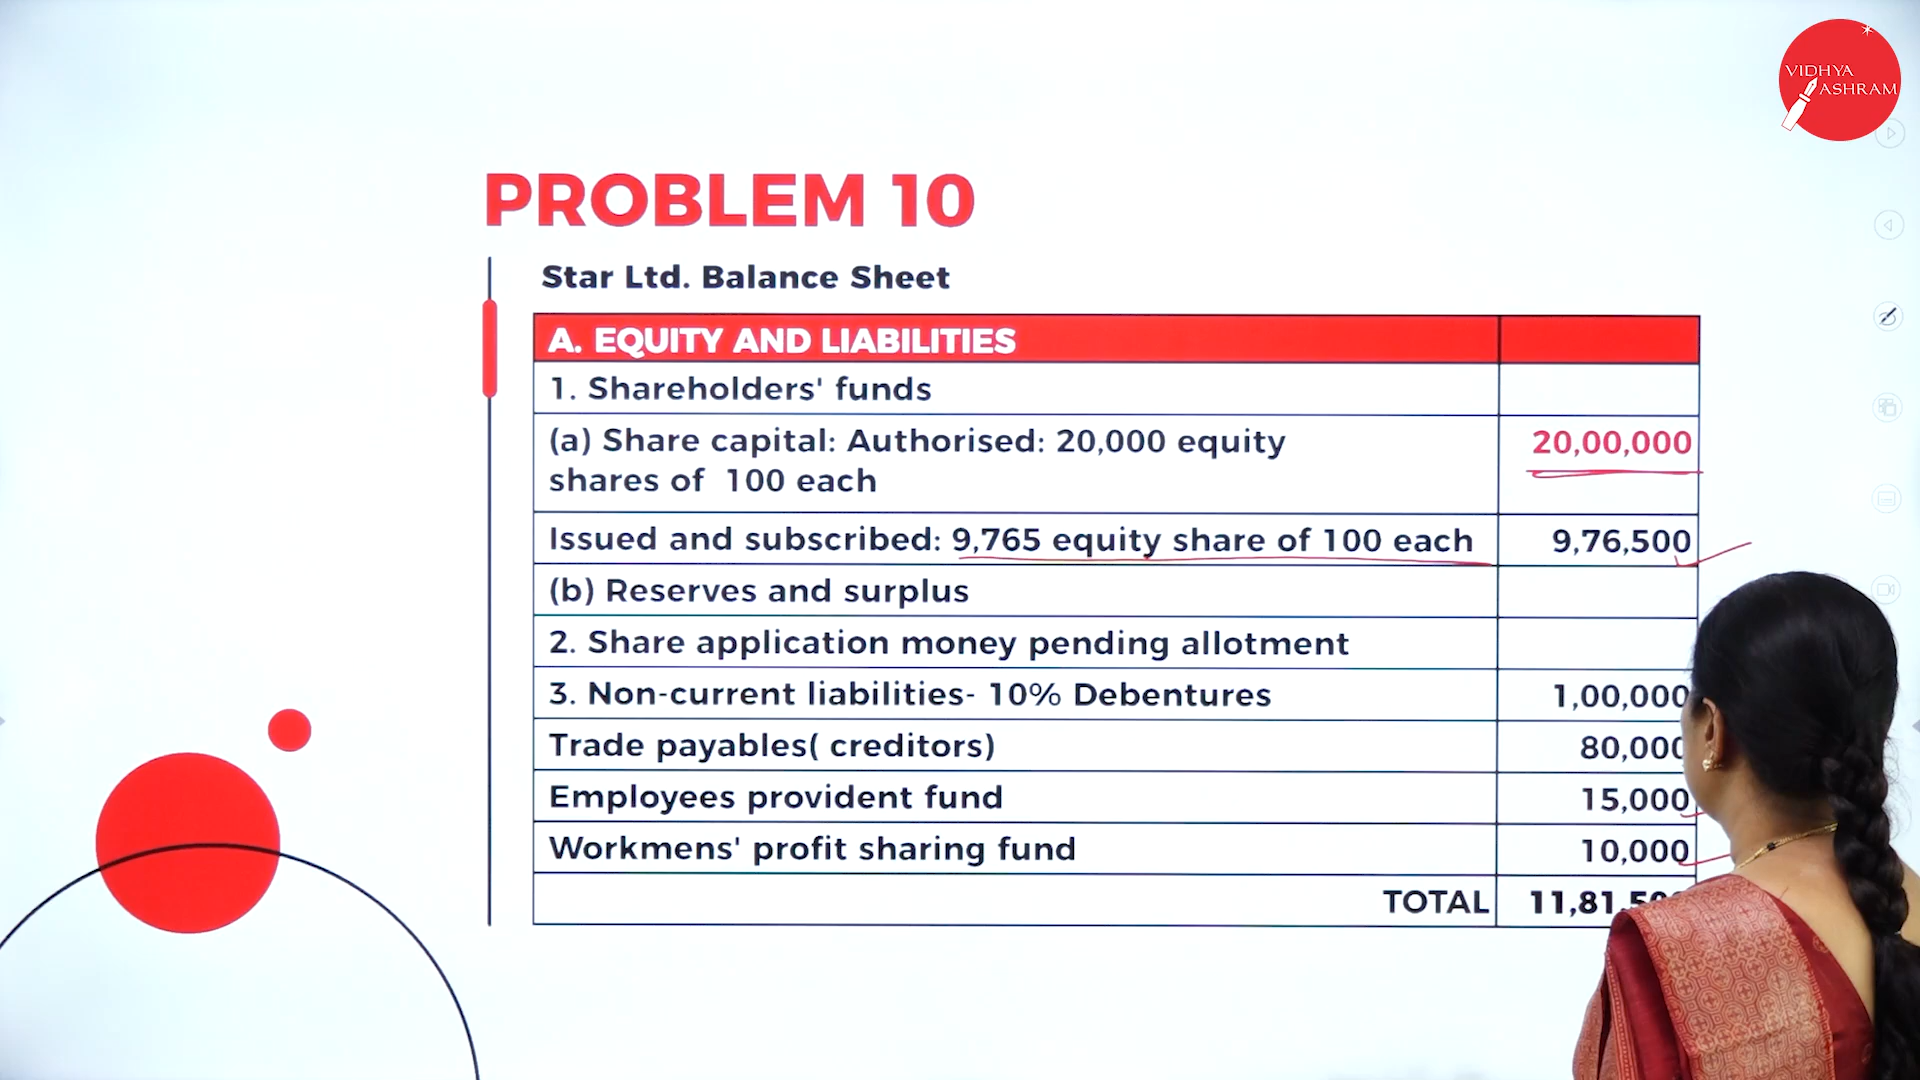 VIDHYA
ASHRAM
PROBLEM 10
Star Ltd. Balance Sheet
A. EQUITY AND LIABILITIES
1. Shareholders' funds
(a) Share capital: Authorised: 20,000 equity shares of 100 each 20,00,000
Issued and subscribed: 9,765 equity share of 100 each 9,76,500
(b) Reserves and surplus
2. Share application money pending allotment
3. Non-current liabilities- 10% Debentures 1,00,000
Trade payables( creditors) 80,000
Employees provident fund 15,000
Workmens' profit sharing fund 10,000
TOTAL